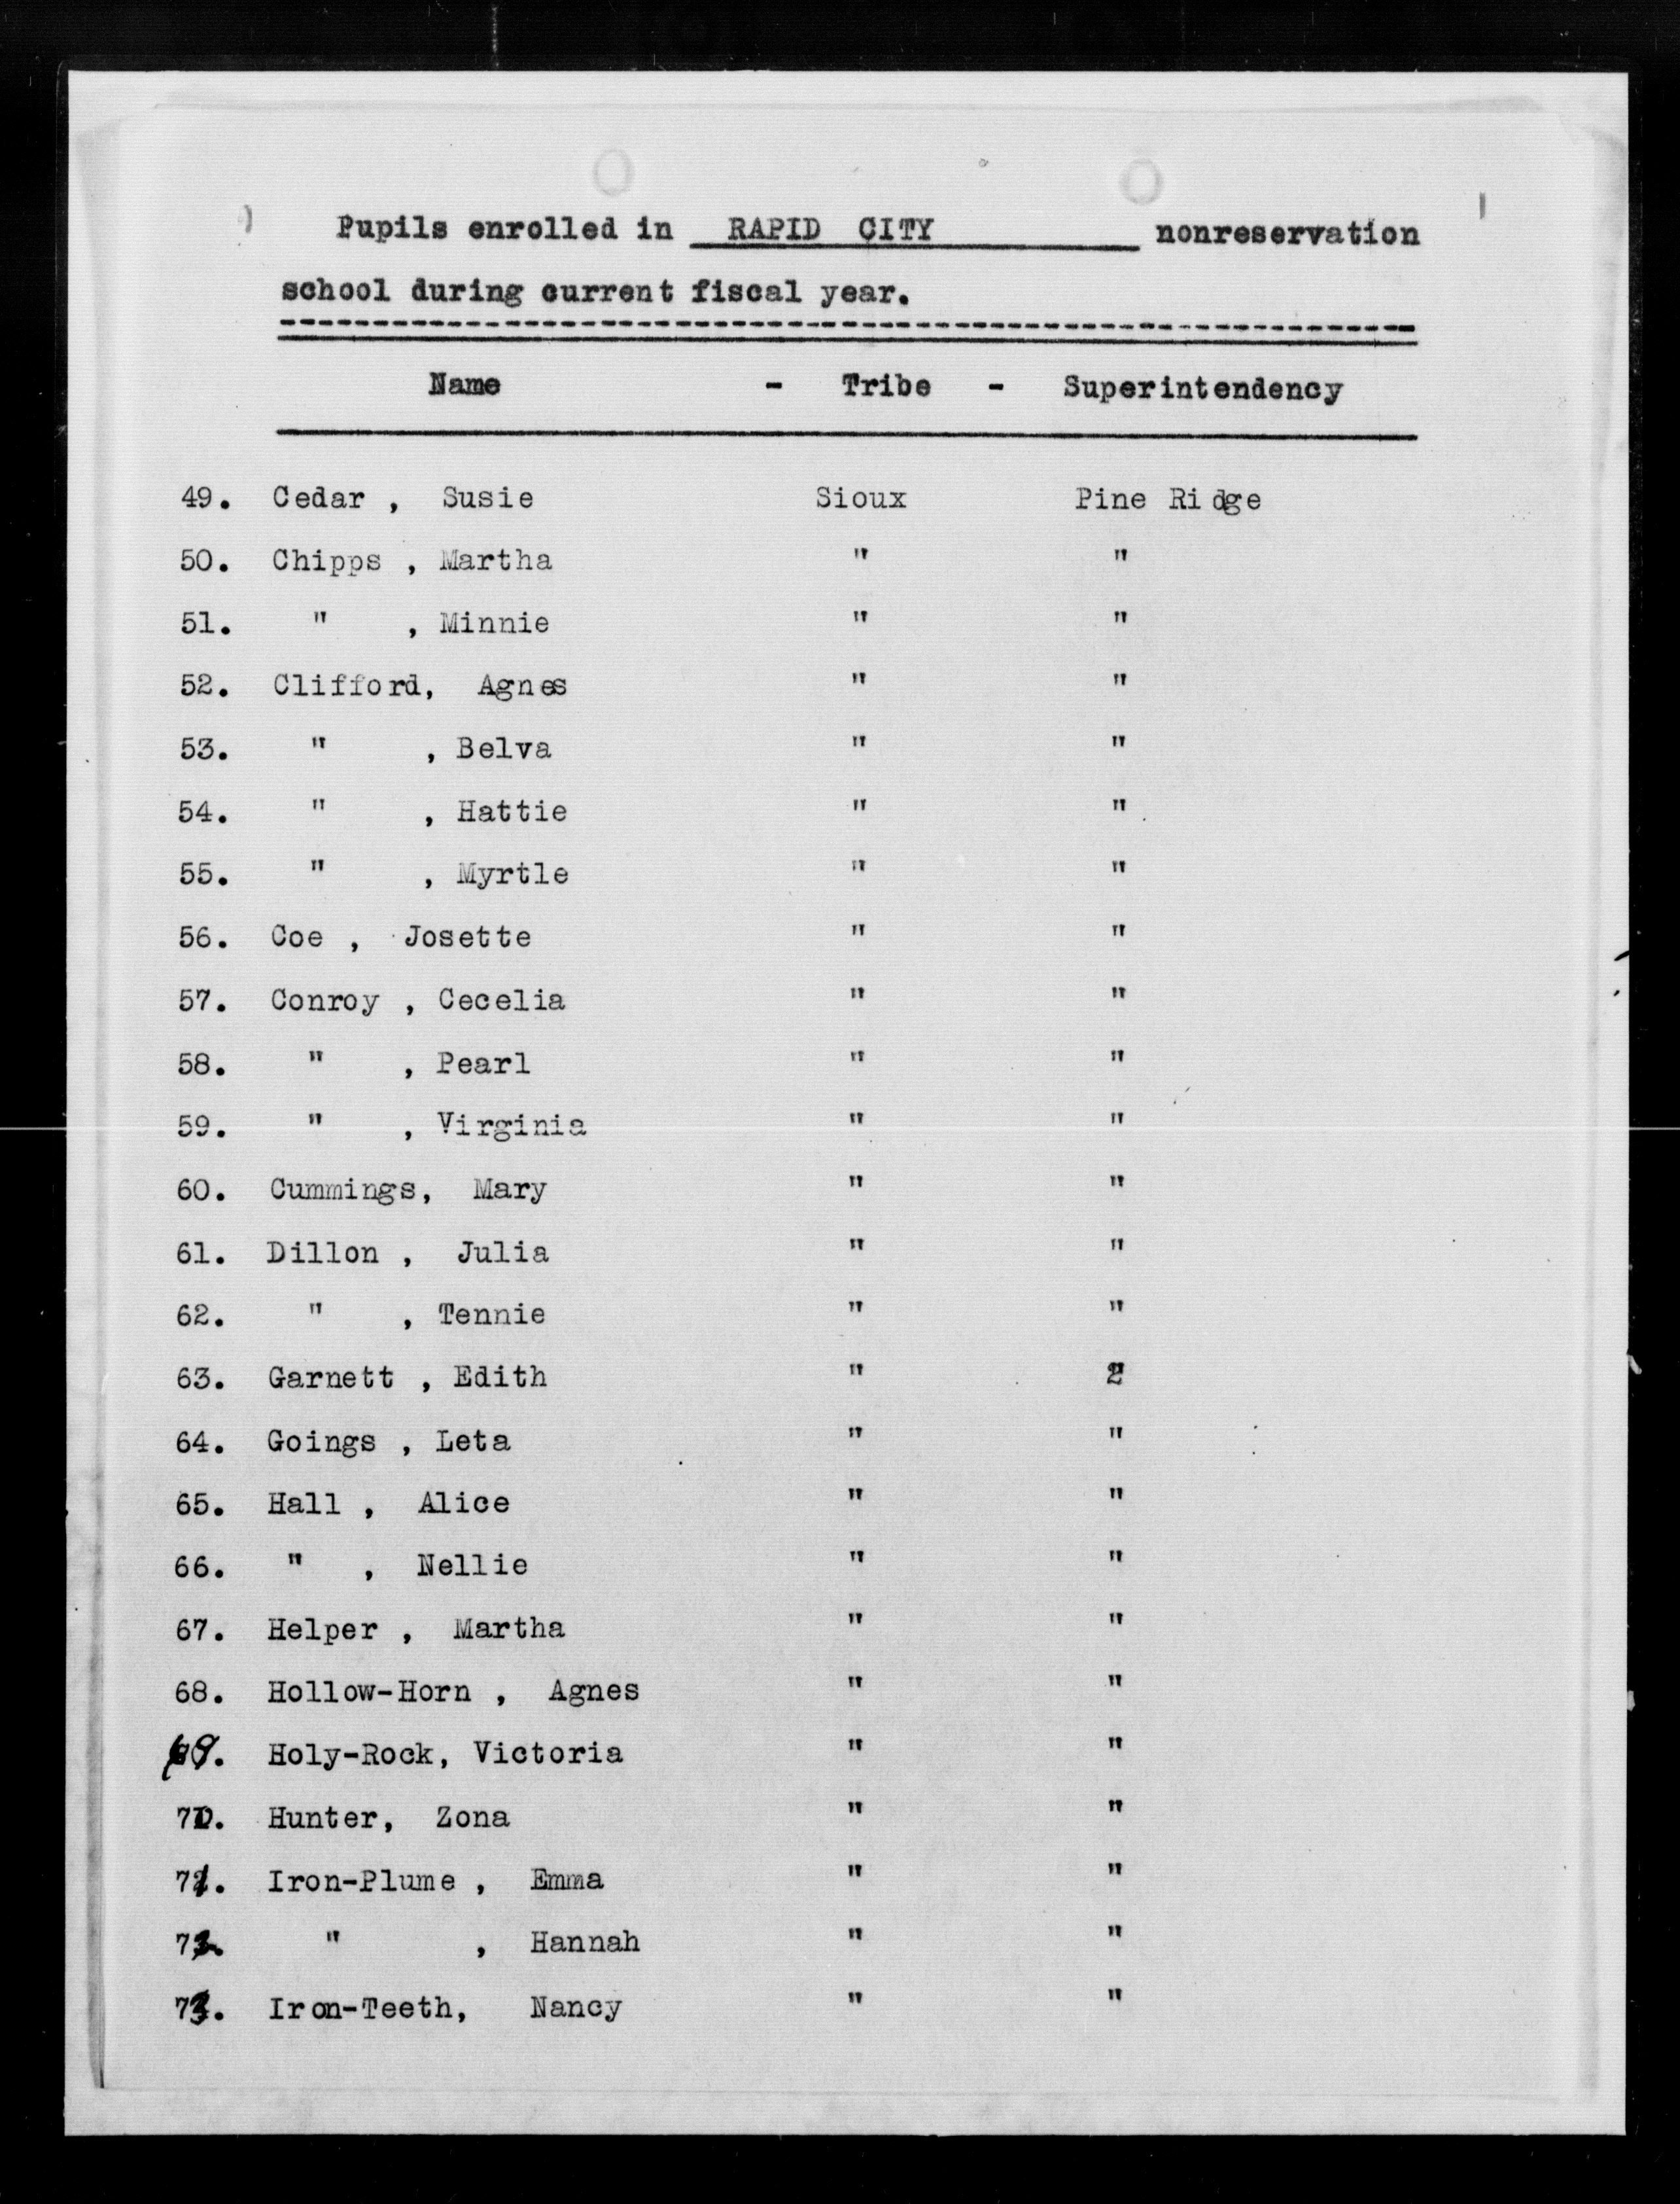 Pupils enrolled in RAPID CITY nonreservation
school during current fiscal year.
Name - Tribe - Superintendency
49. Cedar , Susie Sioux Pine Ridge
50. Chipps , Martha " "
51. " , Minnie " "
52. Clifford, Agnes " "
53. " , Belva " "
54. " , Hattie " "
55. " , Myrtle " "
56. Coe , Josette " "
57. Conroy , Cecelia " "
58. " , Pearl " "
59. " , Virginia " "
60. Cummings, Mary " "
61. Dillon , Julia " "
62. " , Tennie " "
63. Garnett , Edith " "
64. Goings , Leta " "
65. Hall , Alice " "
66. " , Nellie " "
67. Helper , Martha " "
68. Hollow-Horn , Agnes " "
69. Holy-Rock, Victoria " "
70. Hunter, Zona " "
71. Iron-Plume , Emma " "
72. " , Hannah " "
73. Iron-Teeth, Nancy " "